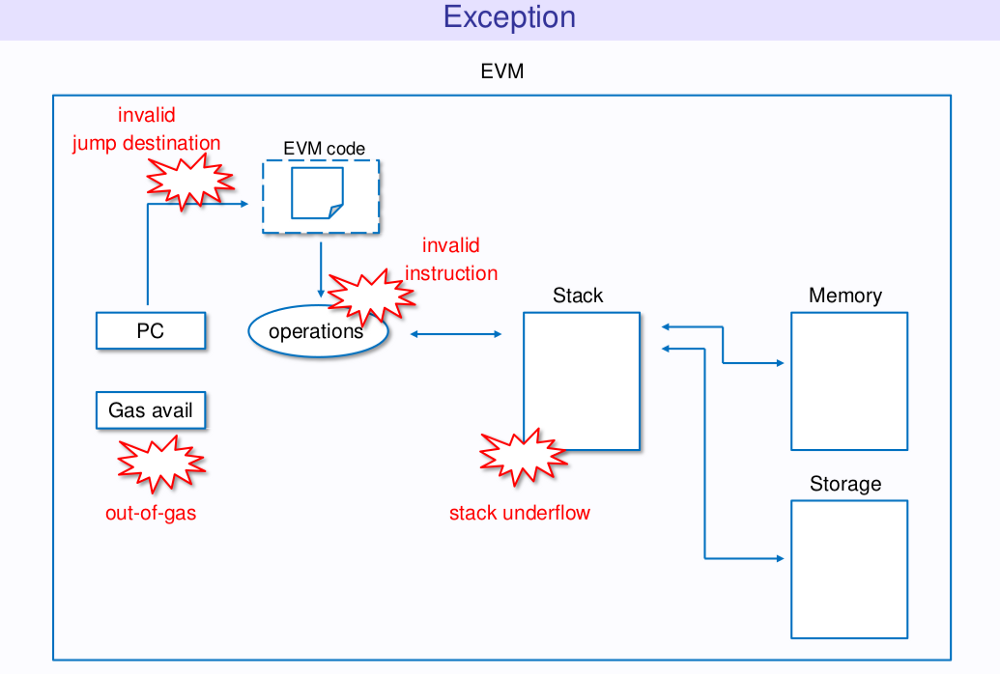 Exception
EVM
invalid
jump destination
EVM code
invalid
instruction
Stack
Memory
PC
operations
Gas avail
Storage
out-of-gas
stack underflow